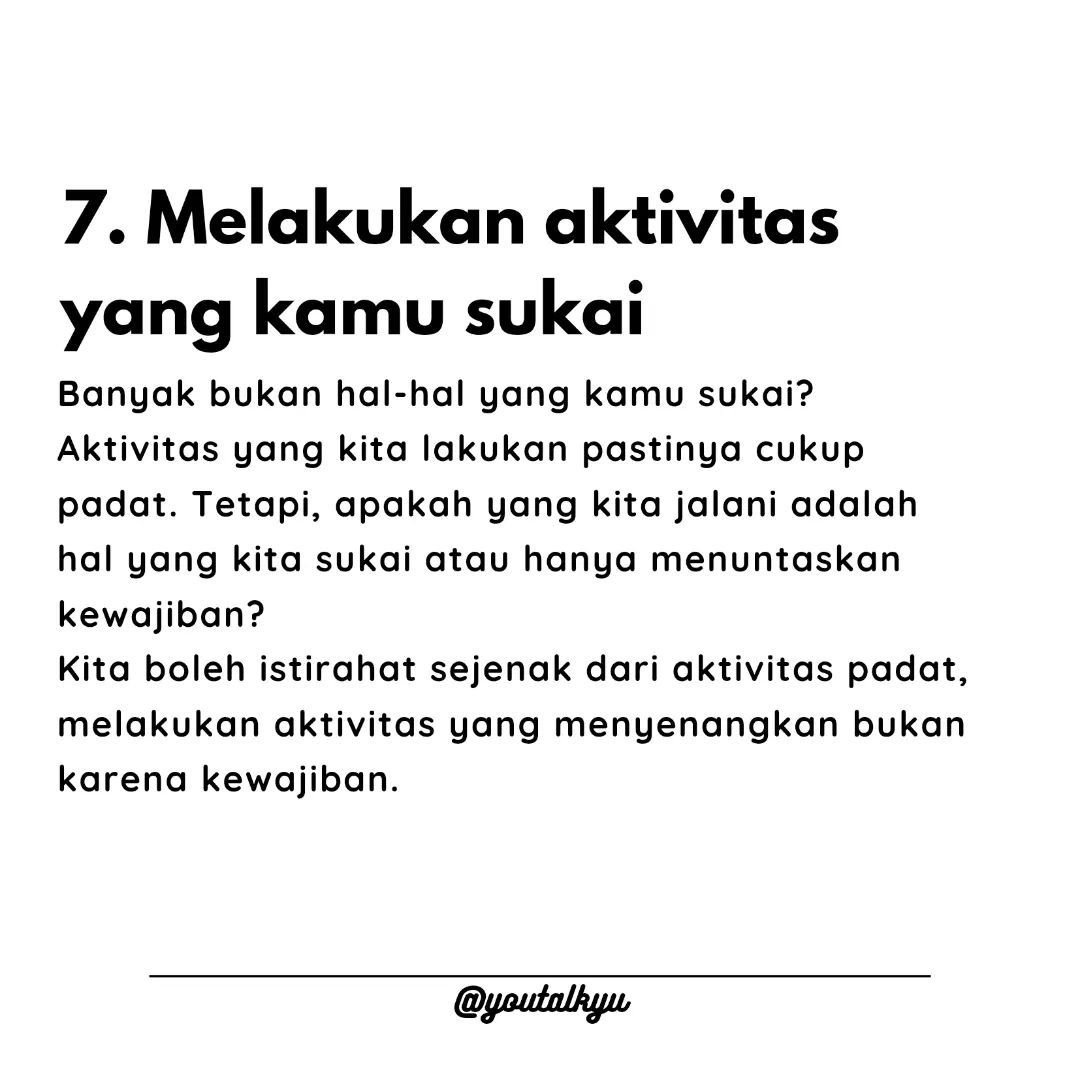 7. Melakukan aktivitas
yang kamu sukai
Banyak bukan hal-hal yang kamu sukai?
Aktivitas yang kita lakukan pastinya cukup
padat. Tetapi, apakah yang kita jalani adalah
hal yang kita sukai atau hanya menuntaskan
kewajiban?
Kita boleh istirahat sejenak dari aktivitas padat,
melakukan aktivitas yang menyenangkan bukan
karena kewajiban.
@youtalkyu